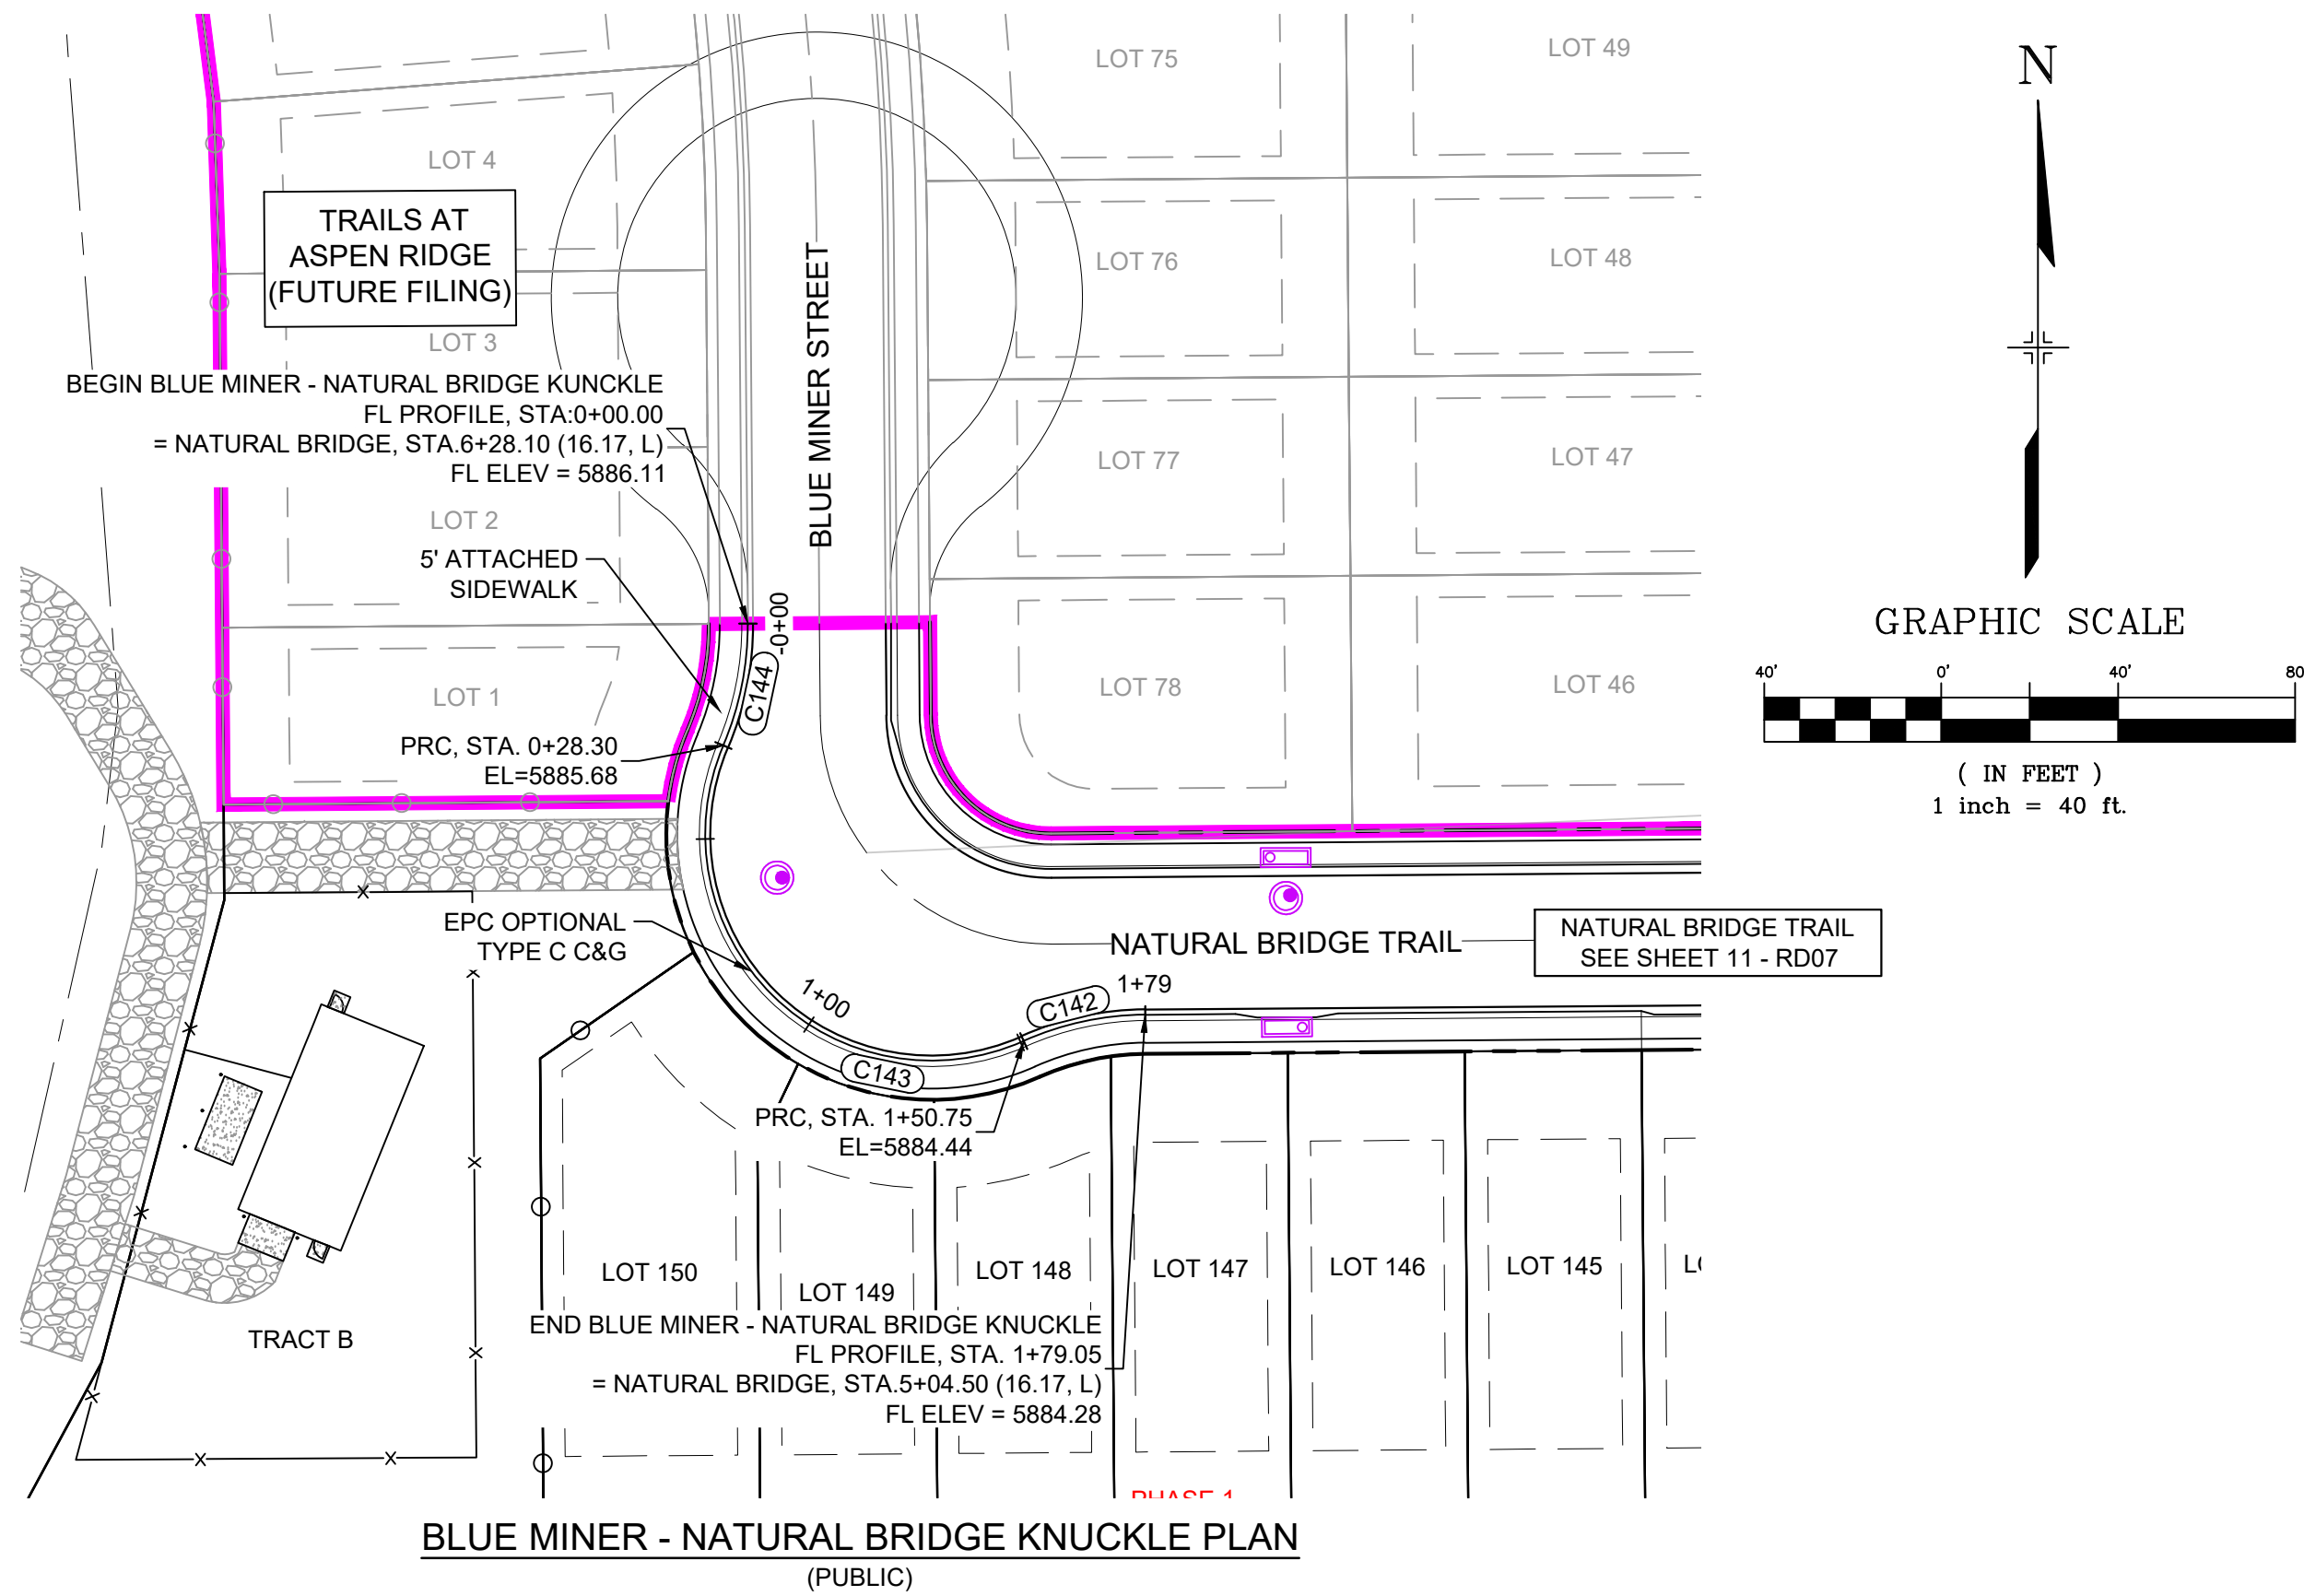 LOT 75
LOT 49
N
LOT 4
TRAILS AT
ASPEN RIDGE
(FUTURE FILING)
LOT 76
LOT 48
LOT 3
BLUE MINER STREET
BEGIN BLUE MINER - NATURAL BRIDGE KUNCKLE
FL PROFILE, STA:0+00.00
= NATURAL BRIDGE, STA.6+28.10 (16.17, L)
FL ELEV = 5886.11
LOT 77
LOT 47
LOT 2
5' ATTACHED
SIDEWALK
-0+00
C144
GRAPHIC SCALE
40'
0'
40'
80
( IN FEET )
1 inch = 40 ft.
LOT 1
LOT 78
LOT 46
PRC, STA. 0+28.30
EL=5885.68
EPC OPTIONAL
TYPE C C&G
NATURAL BRIDGE TRAIL
NATURAL BRIDGE TRAIL
SEE SHEET 11 - RD07
1+00
C142
1+79
C143
PRC, STA. 1+50.75
EL=5884.44
LOT 150
LOT 149
LOT 148
LOT 147
LOT 146
LOT 145
TRACT B
END BLUE MINER - NATURAL BRIDGE KNUCKLE
FL PROFILE, STA. 1+79.05
= NATURAL BRIDGE, STA.5+04.50 (16.17, L)
FL ELEV = 5884.28
PHASE 1
BLUE MINER - NATURAL BRIDGE KNUCKLE PLAN
(PUBLIC)